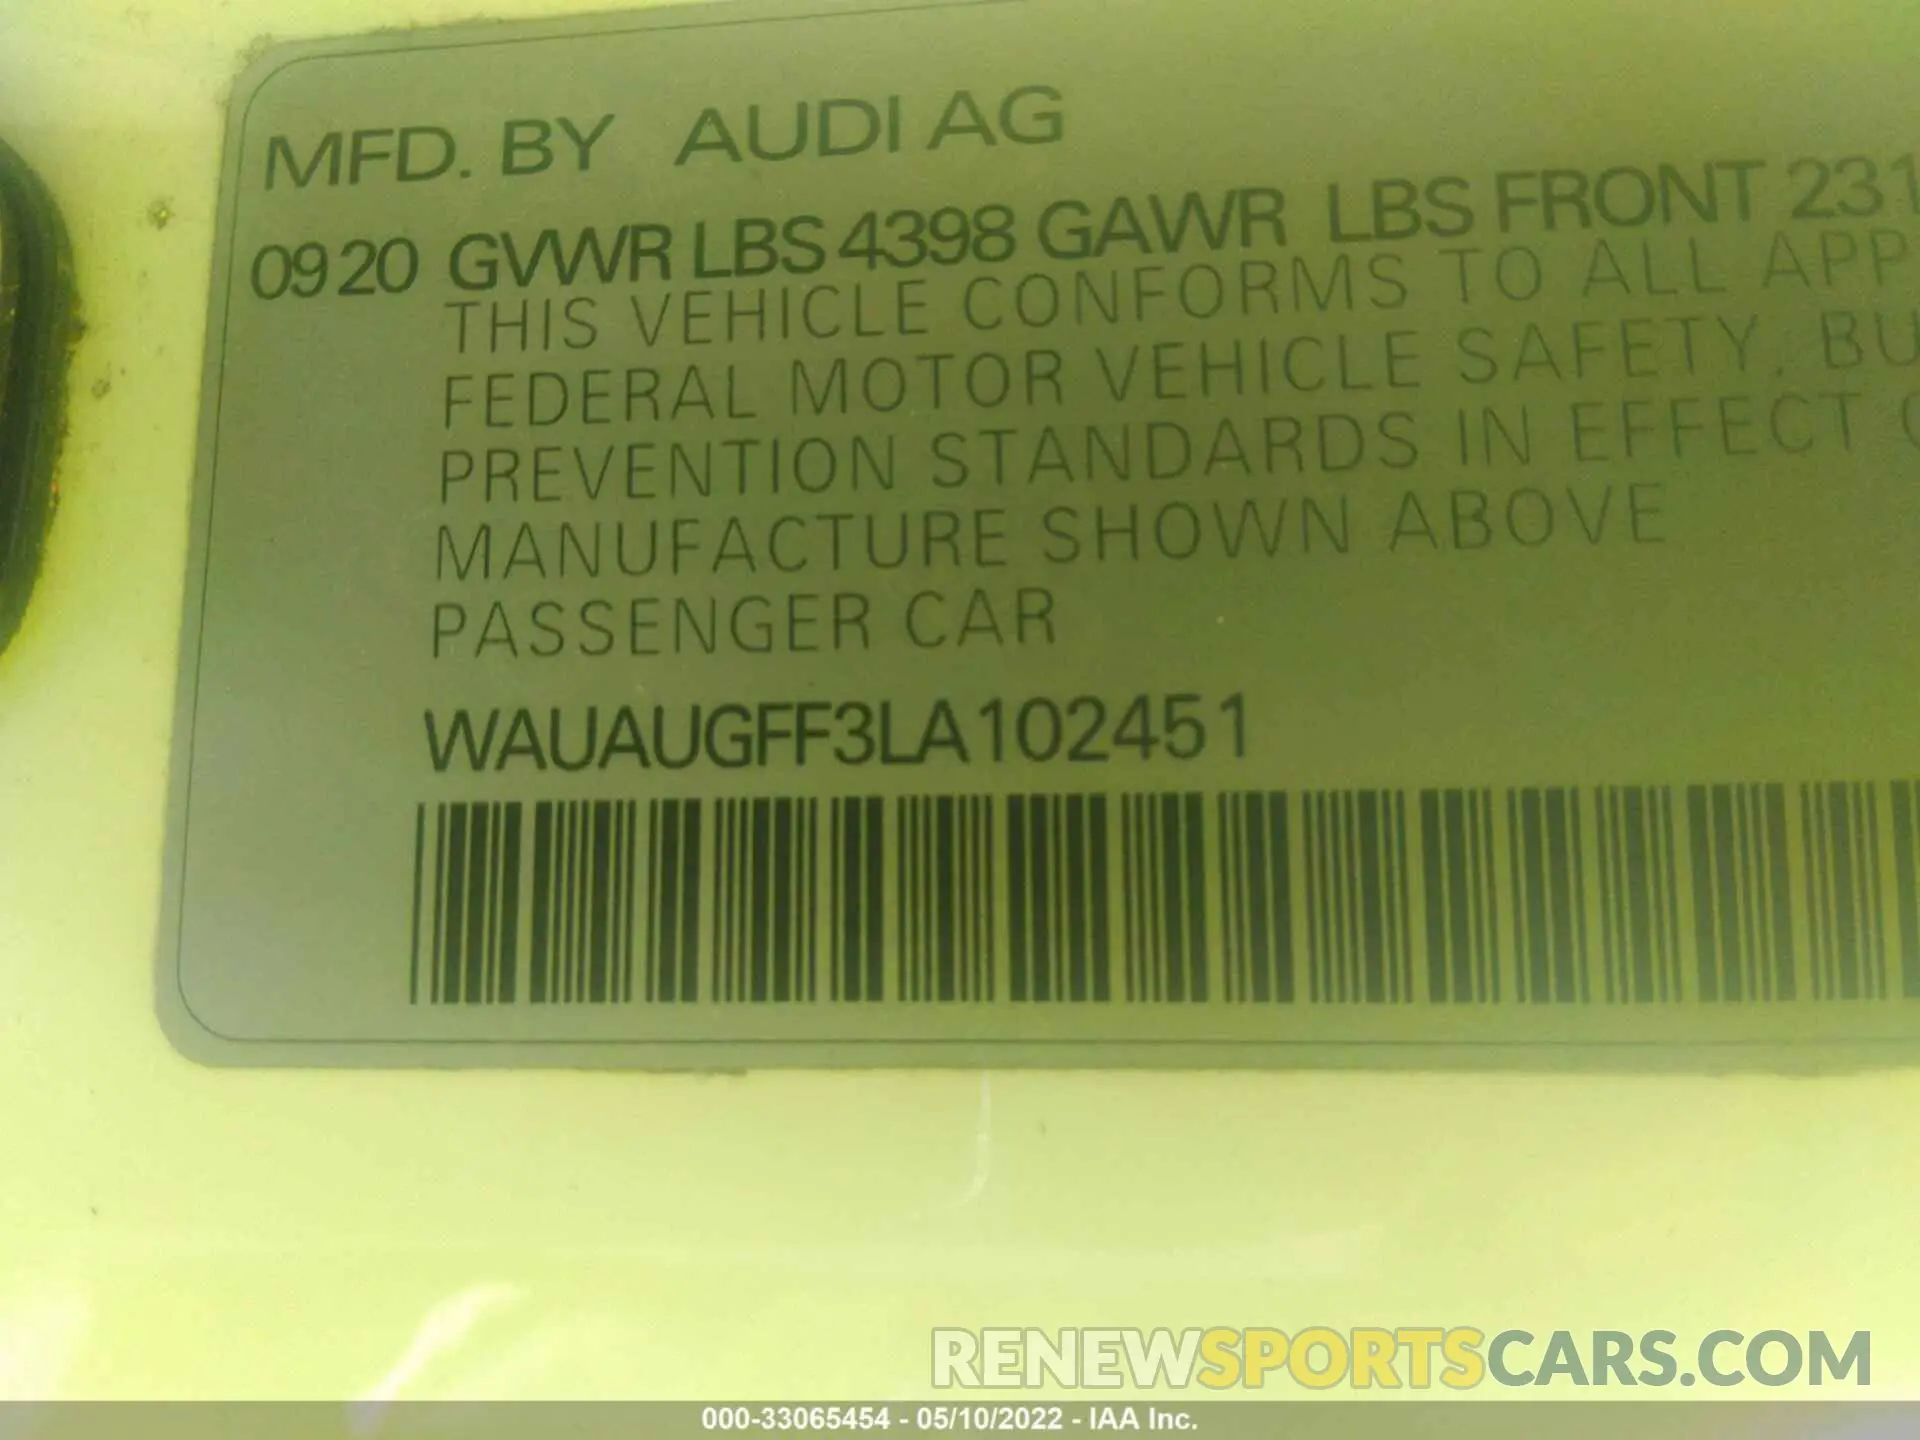 MFD. BY AUDI AG
0920 GVWR LBS 4398 GAWR LBS FRONT 231
THIS VEHICLE CONFORMS TO ALL APP
FEDERAL MOTOR VEHICLE SAFETY, BU
PREVENTION STANDARDS IN EFFECT
MANUFACTURE SHOWN ABOVE
PASSENGER CAR
WAUAUGFF3LA102451
RENEWSPORTSCARS.COM
000-33065454 - 05/10/2022 - IAA Inc.